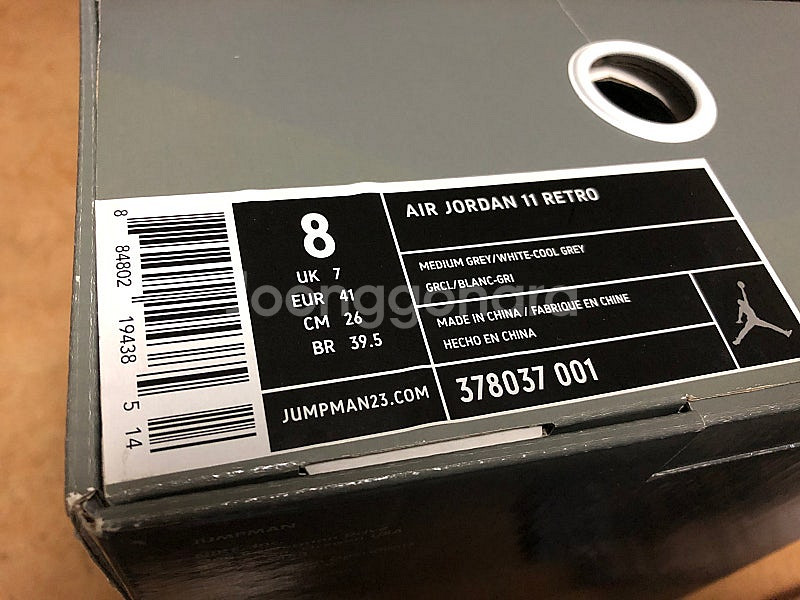 8 84802 19438 5 14
8
UK 7
EUR 41
CM 26
BR 39.5
JUMPMAN23.COM
AIR JORDAN 11 RETRO
MEDIUM GREY/WHITE-COOL GREY
GRCL/BLANC-GRI
MADE IN CHINA / FABRIQUE EN CHINE
HECHO EN CHINA
378037 001
joonggonara
JUMPMAN